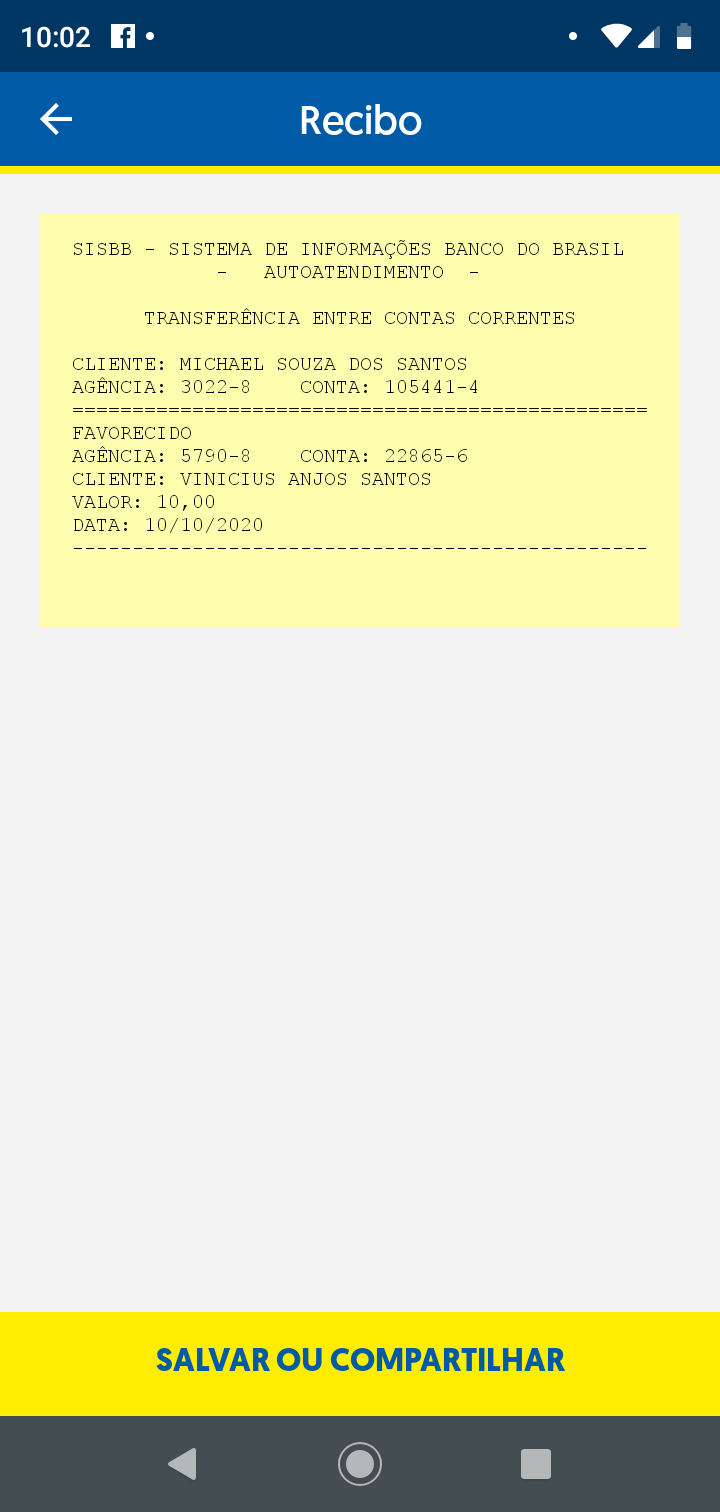 10:02
Recibo
SISBB - SISTEMA DE INFORMAÇÕES BANCO DO BRASIL
- AUTOATENDIMENTO -
TRANSFERÊNCIA ENTRE CONTAS CORRENTES
CLIENTE: MICHAEL SOUZA DOS SANTOS
AGÊNCIA: 3022-8 CONTA: 105441-4
================================================
FAVORECIDO
AGÊNCIA: 5790-8 CONTA: 22865-6
CLIENTE: VINICIUS ANJOS SANTOS
VALOR: 10,00
DATA: 10/10/2020
------------------------------------------------
SALVAR OU COMPARTILHAR